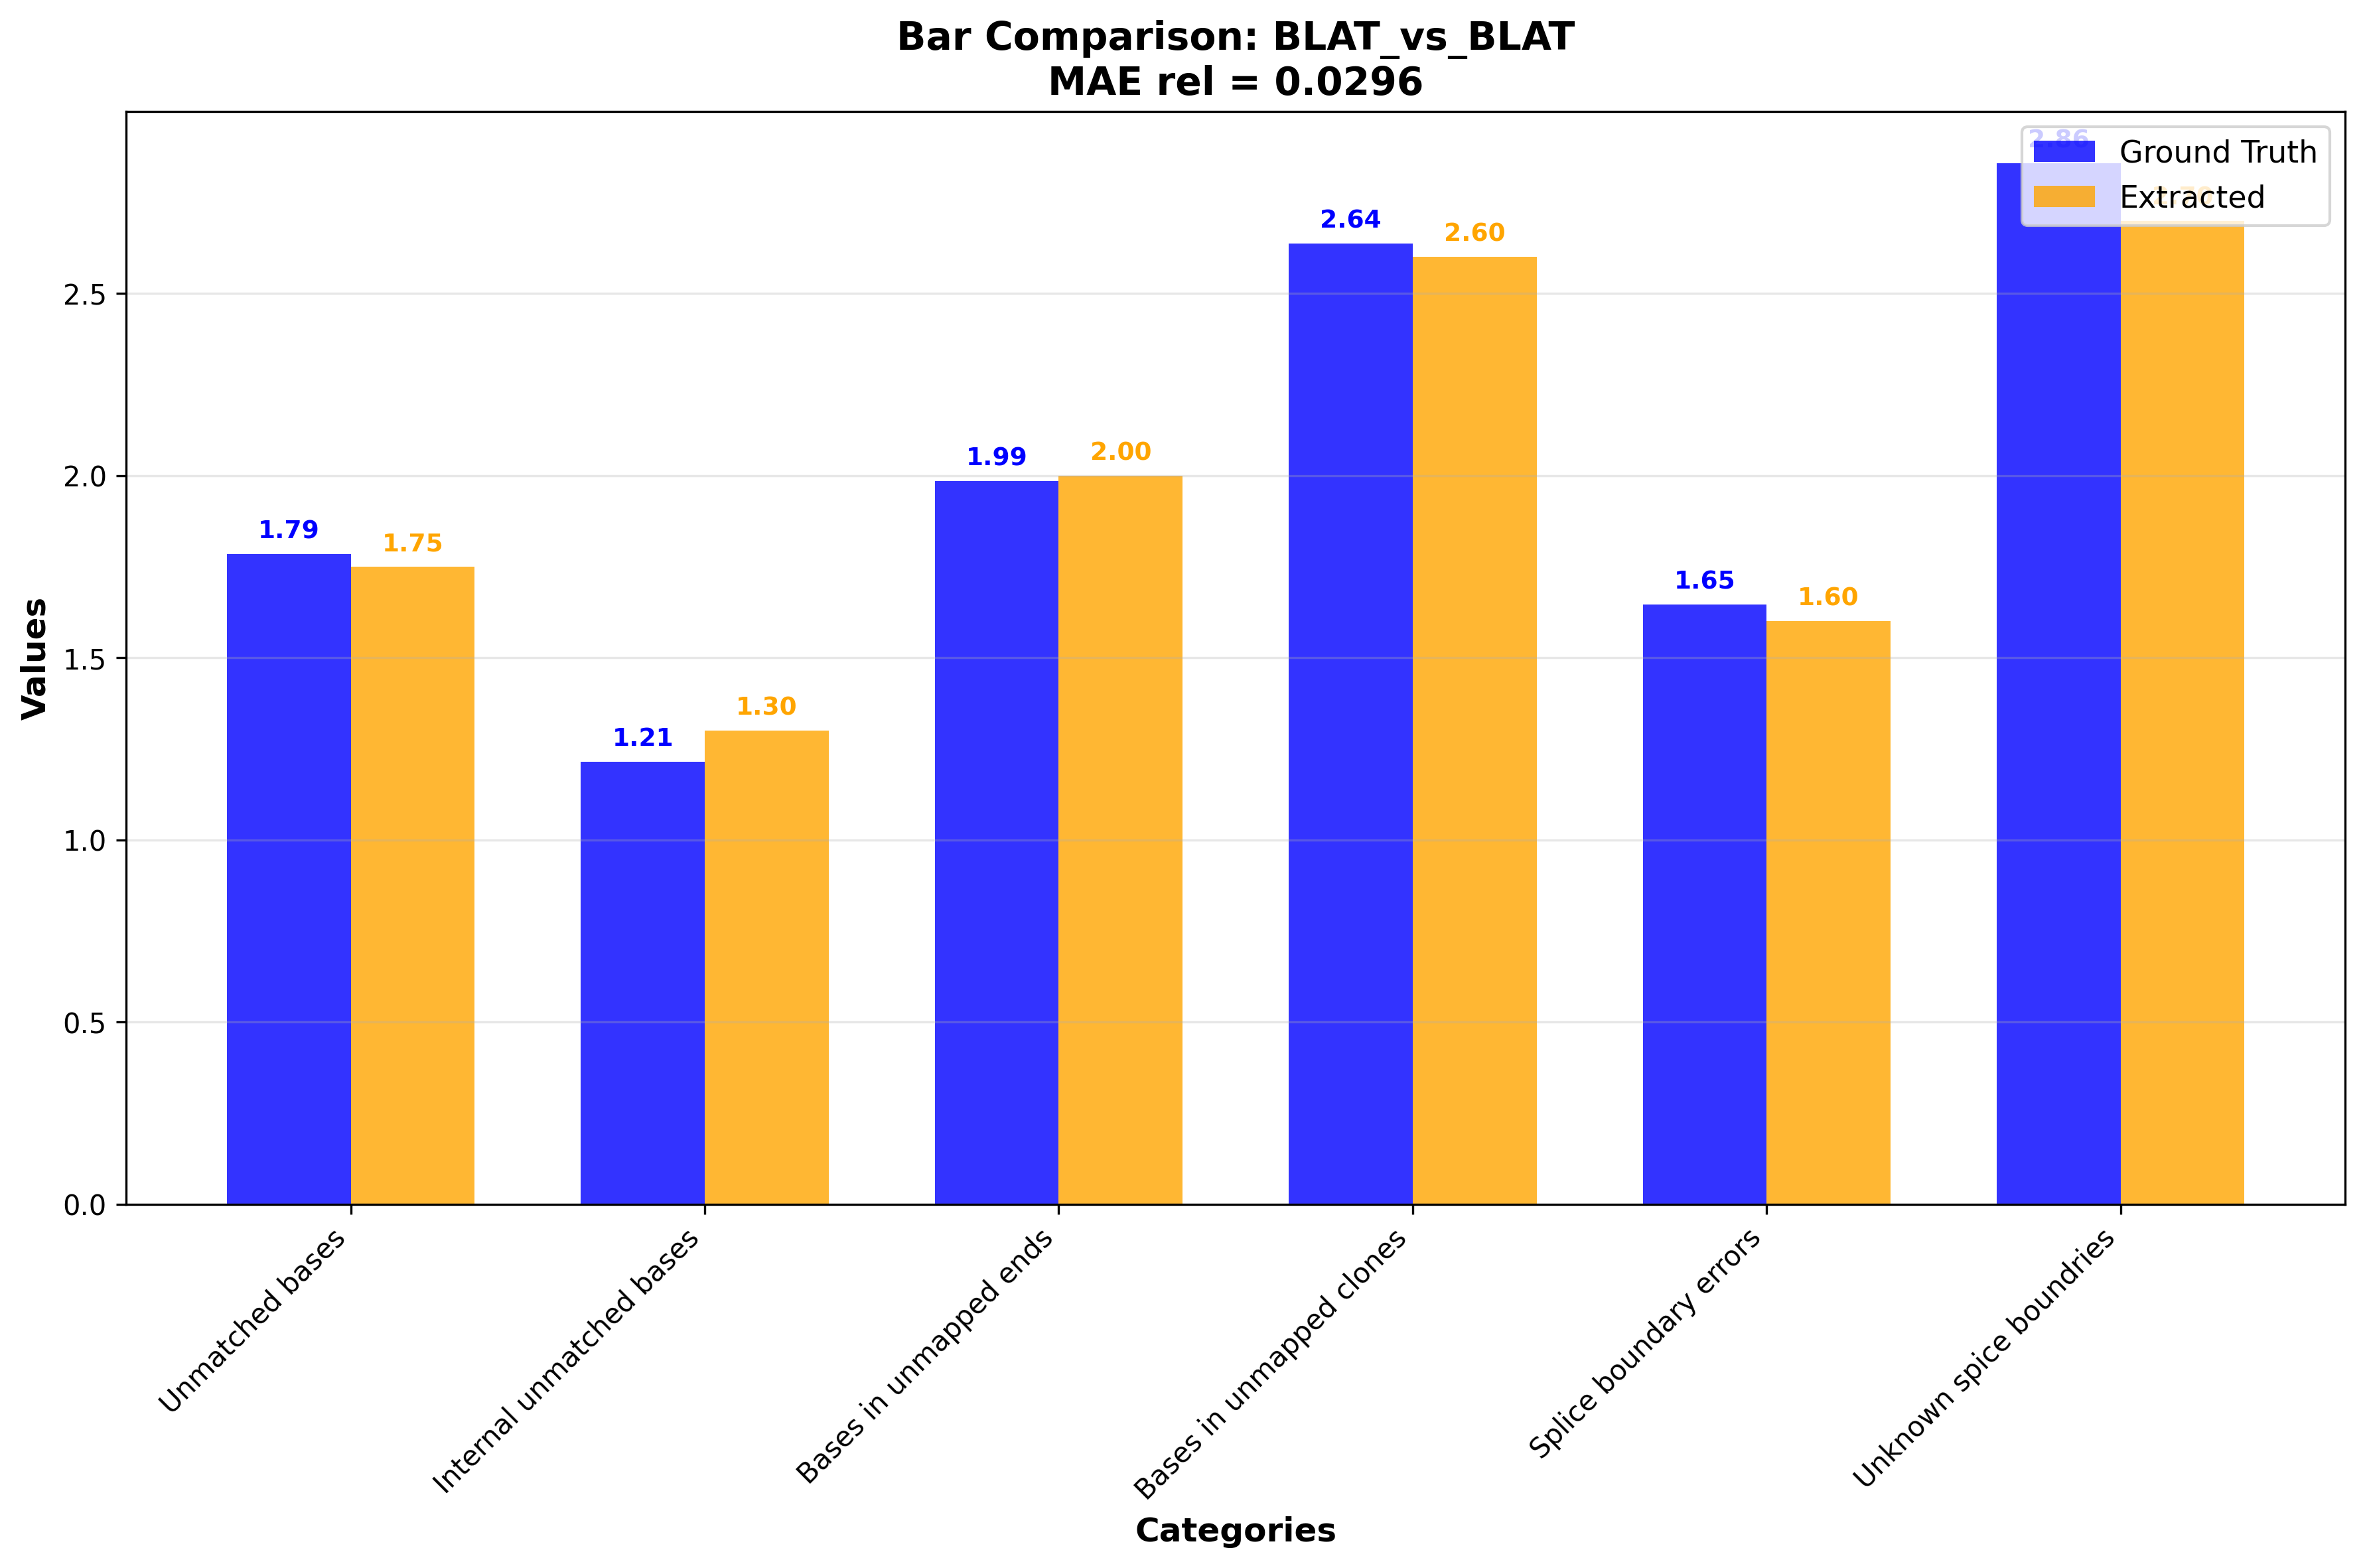 Bar Comparison: BLAT_vs_BLAT
MAE rel = 0.0296
2.86
Ground Truth
Extracted
2.64
2.60
2.5
1.99
2.00
2.0
1.79
1.75
1.65
1.60
1.5
1.21
1.30
1.0
0.5
0.0
Values
Unmatched bases
Internal unmatched bases
Bases in unmapped ends
Bases in unmapped clones
Splice boundary errors
Unknown spice boundries
Categories